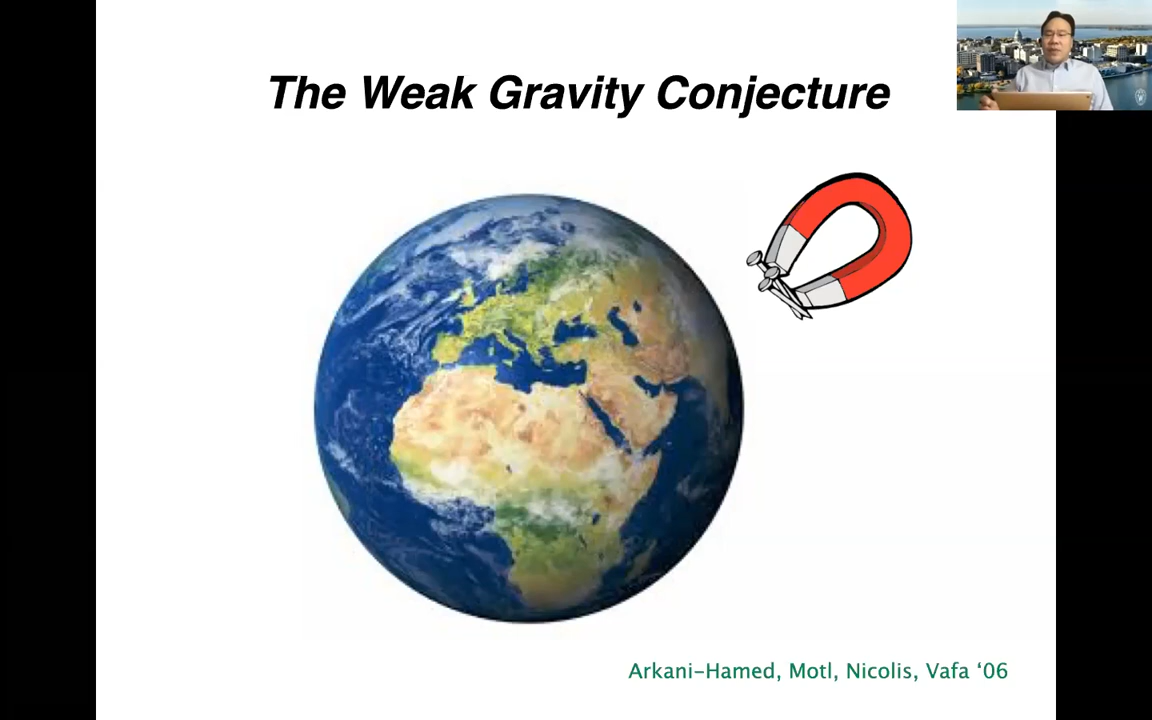 The Weak Gravity Conjecture
Arkani-Hamed, Motl, Nicolis, Vafa ‘06